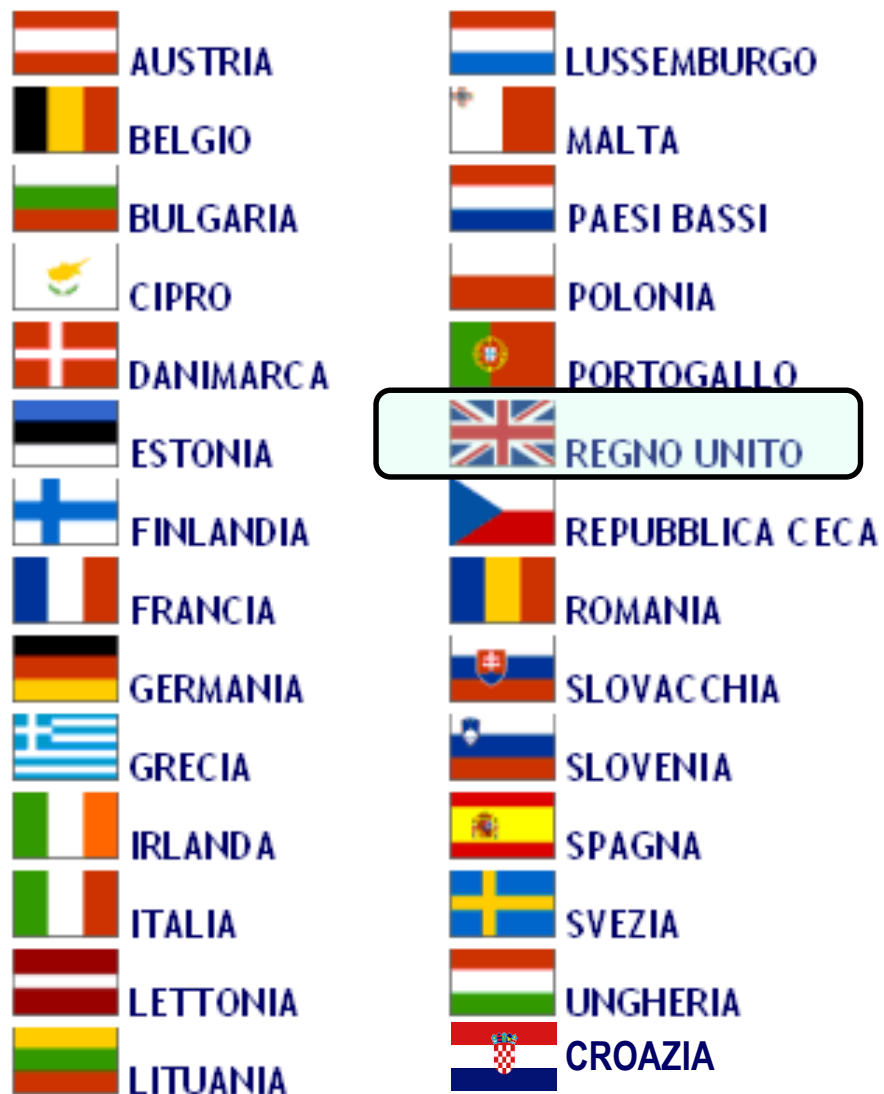 AUSTRIA
BELGIO
BULGARIA
CIPRO
DANIMARCA
ESTONIA
FINLANDIA
FRANCIA
GERMANIA
GRECIA
IRLANDA
ITALIA
LETTONIA
LITUANIA
LUSSEMBURGO
MALTA
PAESI BASSI
POLONIA
PORTOGALLO
REGNO UNITO
REPUBBLICA CECA
ROMANIA
SLOVACCHIA
SLOVENIA
SPAGNA
SVEZIA
UNGHERIA
CROAZIA